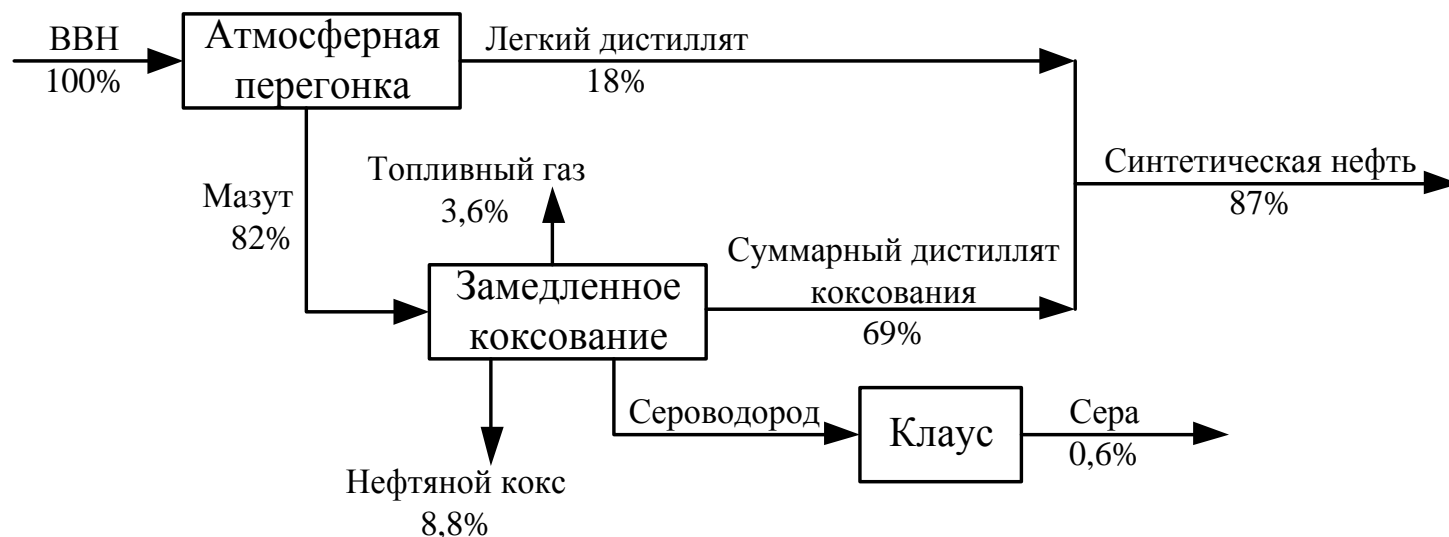 ВВН
100%
Атмосферная
перегонка
Легкий дистиллят
18%
Мазут
82%
Топливный газ
3,6%
Синтетическая нефть
87%
Замедленное
коксование
Суммарный дистиллят
коксования
69%
Сероводород
Клаус
Сера
0,6%
Нефтяной кокс
8,8%